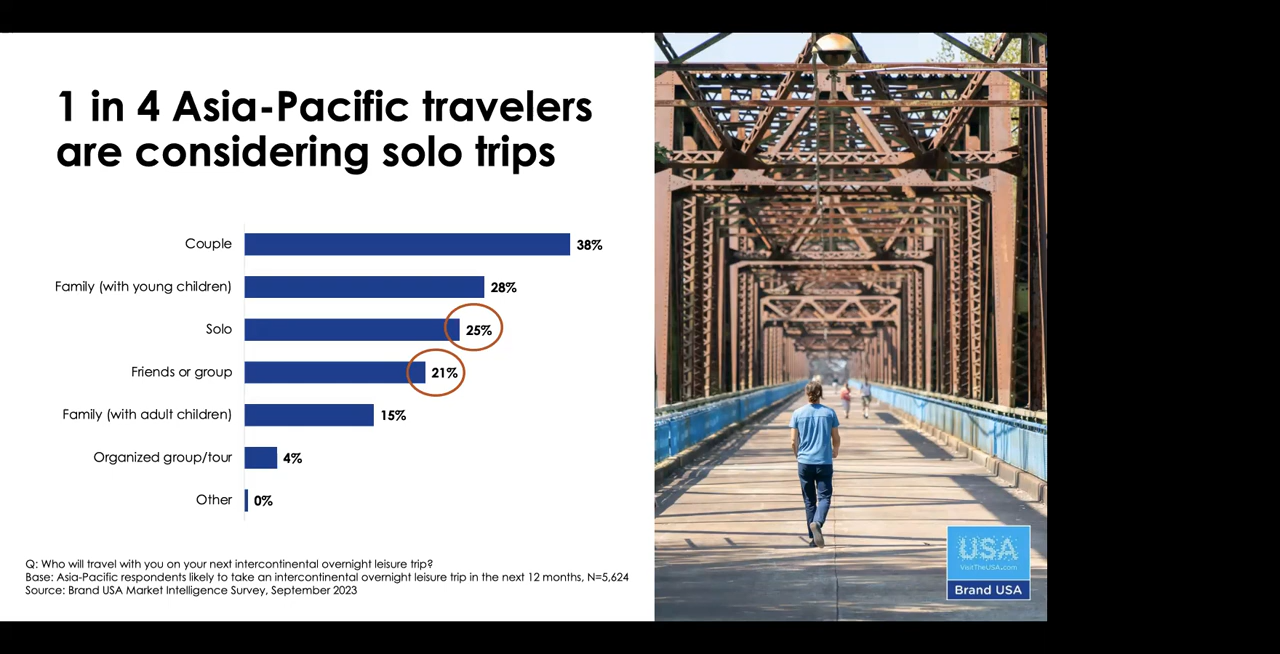 1 in 4 Asia-Pacific travelers
are considering solo trips
Couple 38%
Family (with young children) 28%
Solo 25%
Friends or group 21%
Family (with adult children) 15%
Organized group/tour 4%
Other 0%
Q: Who will travel with you on your next intercontinental overnight leisure trip?
Base: Asia-Pacific respondents likely to take an intercontinental overnight leisure trip in the next 12 months, N=5,624
Source: Brand USA Market Intelligence Survey, September 2023
USA
VisitTheUSA.com
Brand USA